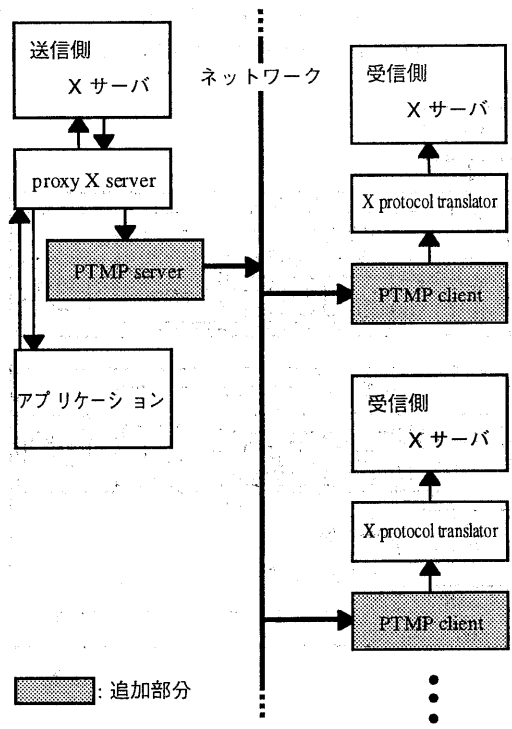 送信側
X サーバ
proxy X server
PTMP server
アプリケーション
ネットワーク
受信側
X サーバ
X protocol translator
PTMP client
受信側
X サーバ
X protocol translator
PTMP client
: 追加部分